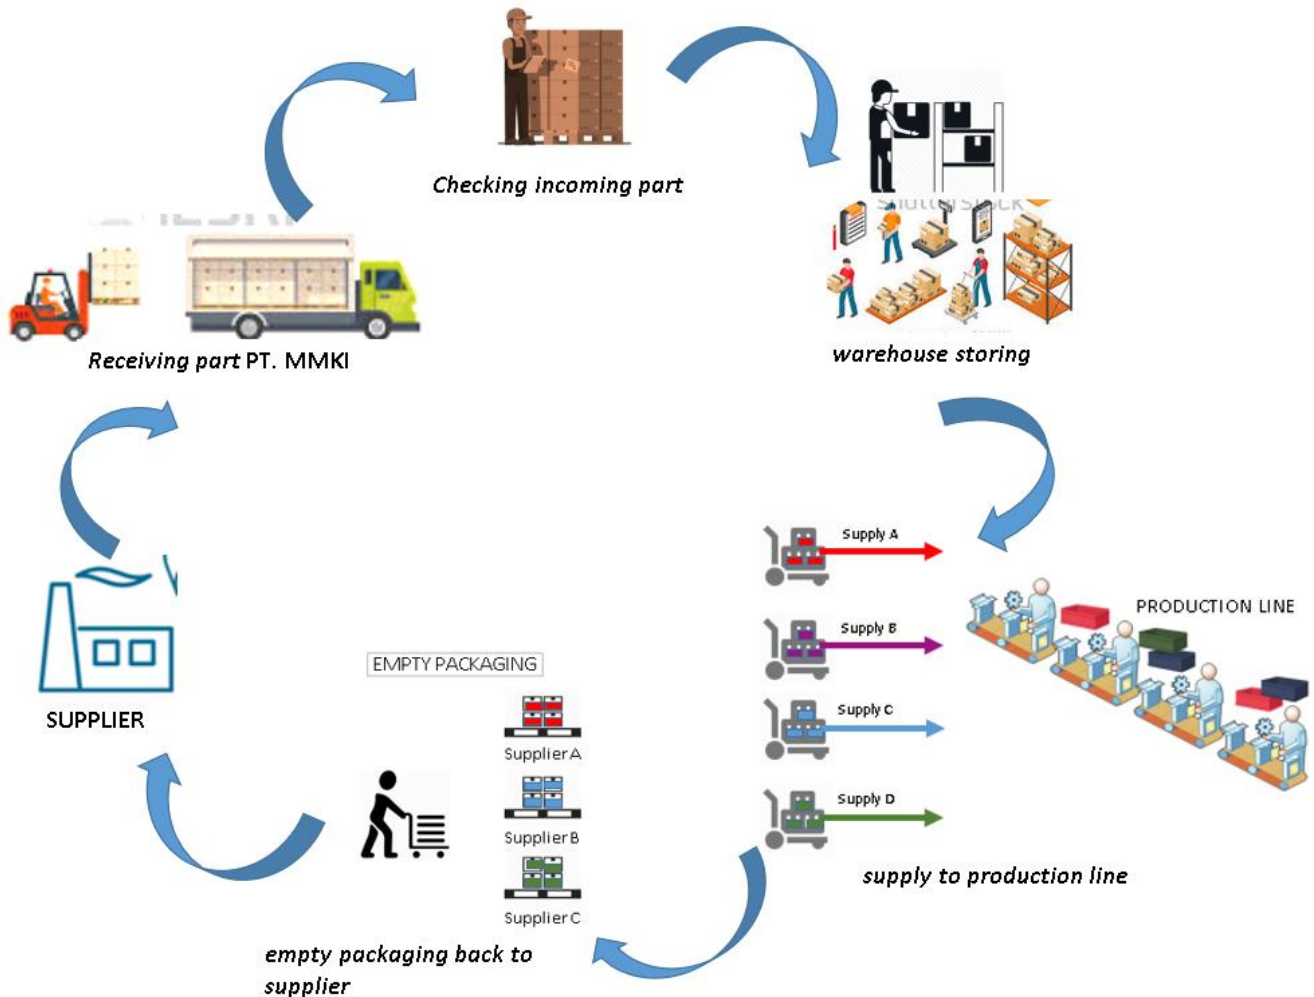 Checking incoming part
shutterstock
Receiving part PT. MMKI
warehouse storing
Supply A
PRODUCTION LINE
Supply B
EMPTY PACKAGING
Supply C
SUPPLIER
Supplier A
Supply D
Supplier B
supply to production line
Supplier C
empty packaging back to
supplier